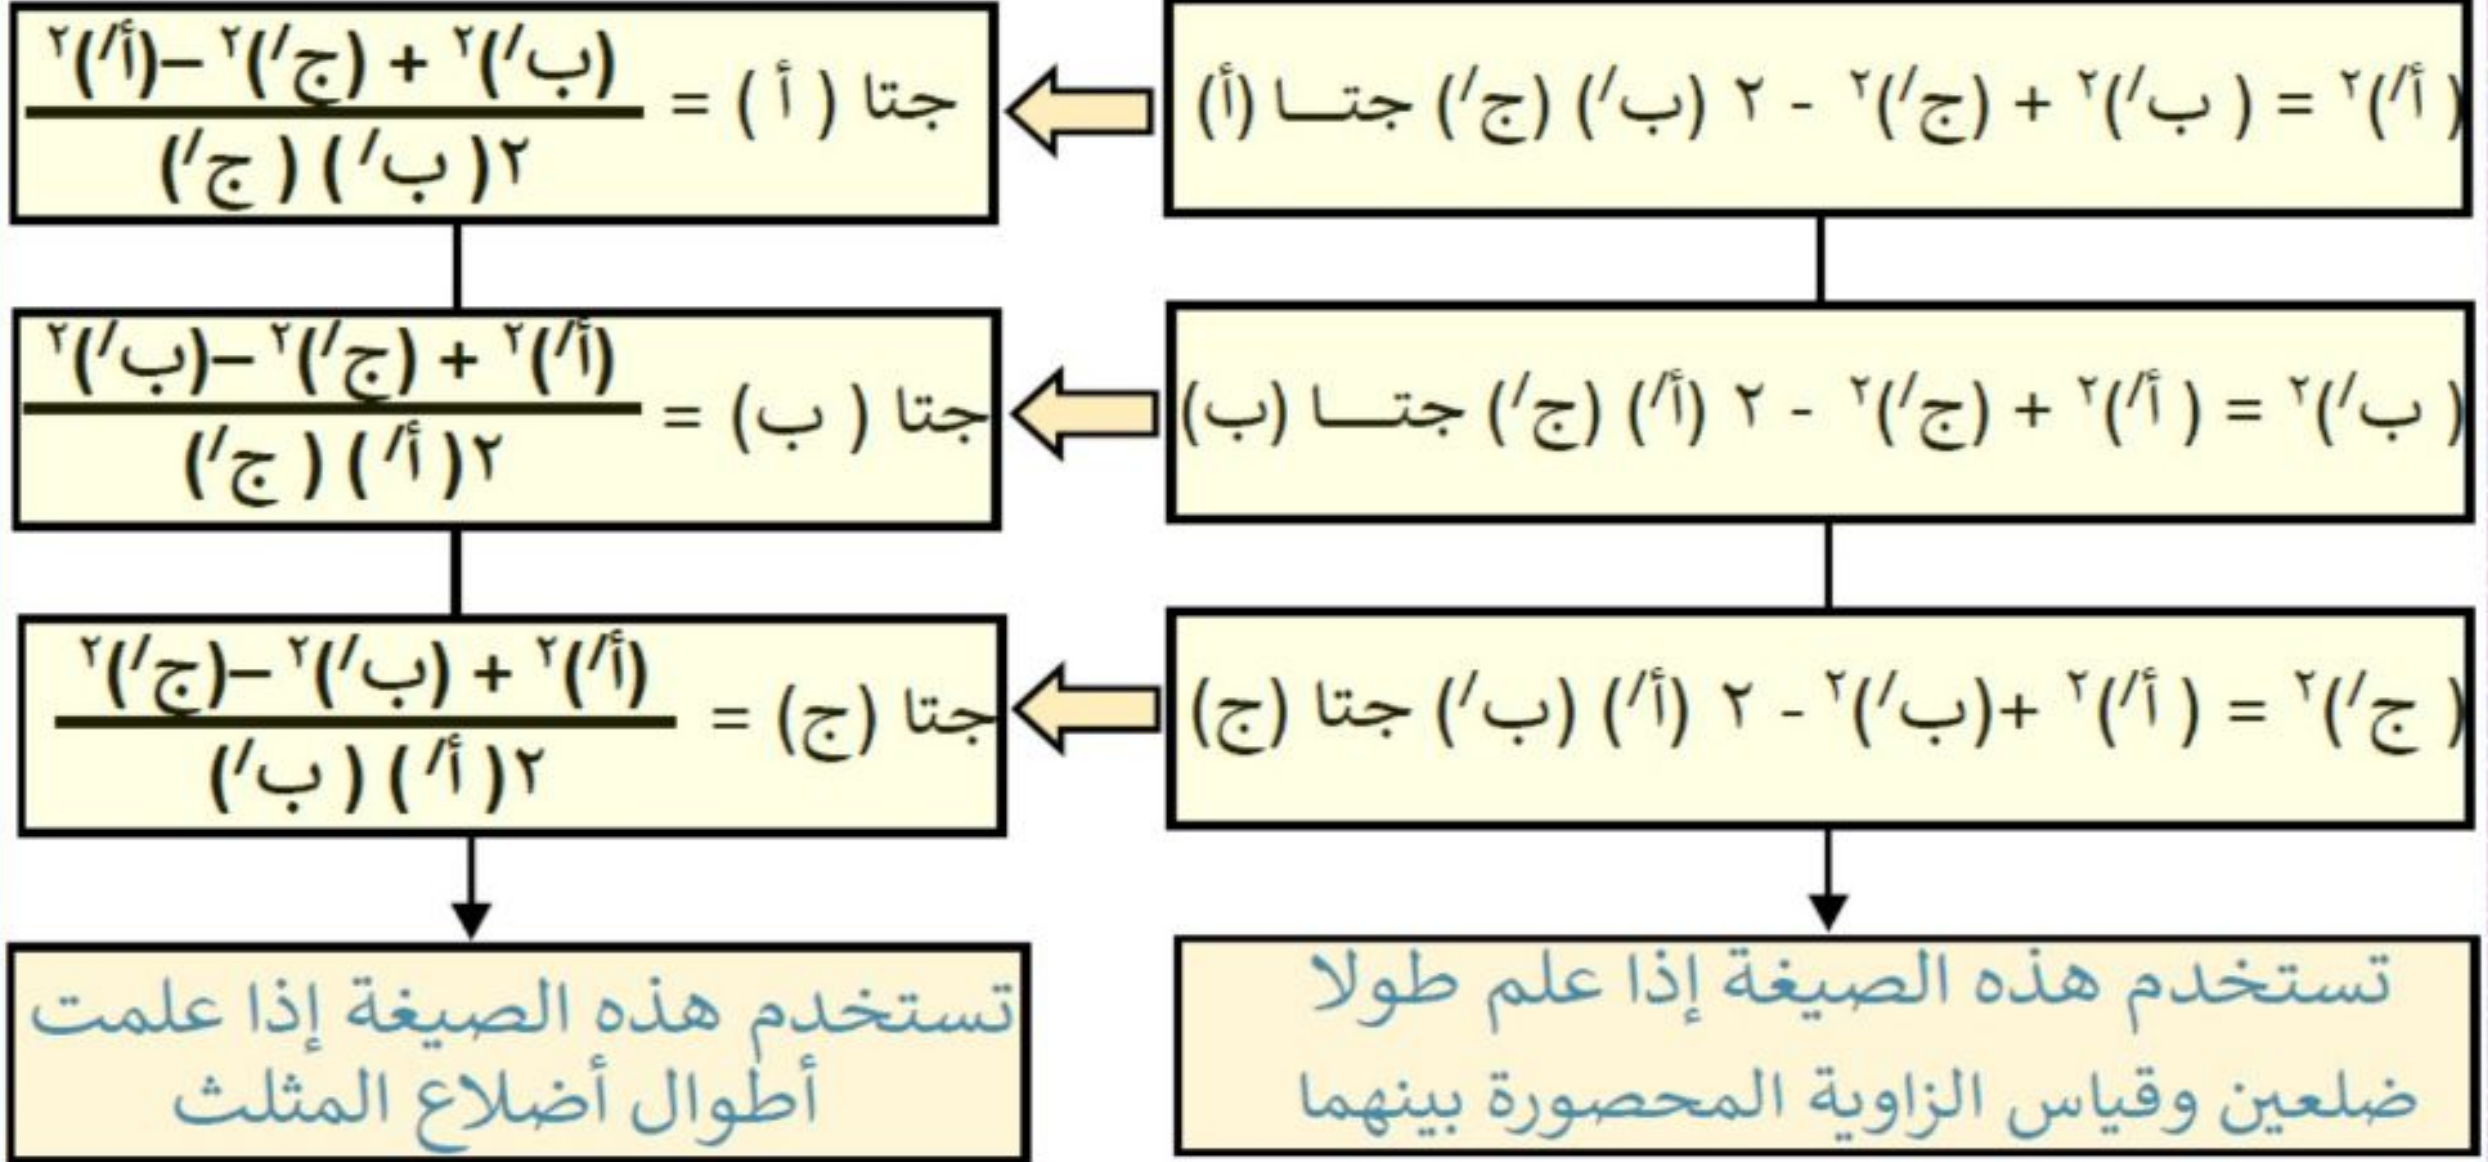 ( أ/)٢ = ( ب/)٢ + (ج/)٢ - ٢ (ب/) (ج/) جتــا (أ)
جتا ( أ ) = (ب/)٢ + (ج/)٢ –(أ/)٢
٢( ب/ ) ( ج/)
( ب/)٢ = ( أ/)٢ + (ج/)٢ - ٢ (أ/) (ج/) جتــا (ب)
جتا ( ب) = (أ/)٢ + (ج/)٢ –(ب/)٢
٢( أ/ ) ( ج/)
( ج/)٢ = ( أ/)٢ +(ب/)٢ - ٢ (أ/) (ب/) جتا (ج)
جتا (ج) = (أ/)٢ + (ب/)٢ –(ج/)٢
٢( أ/ ) ( ب/)
تستخدم هذه الصيغة إذا علم طولا
ضلعين وقياس الزاوية المحصورة بينهما
تستخدم هذه الصيغة إذا علمت
أطوال أضلاع المثلث